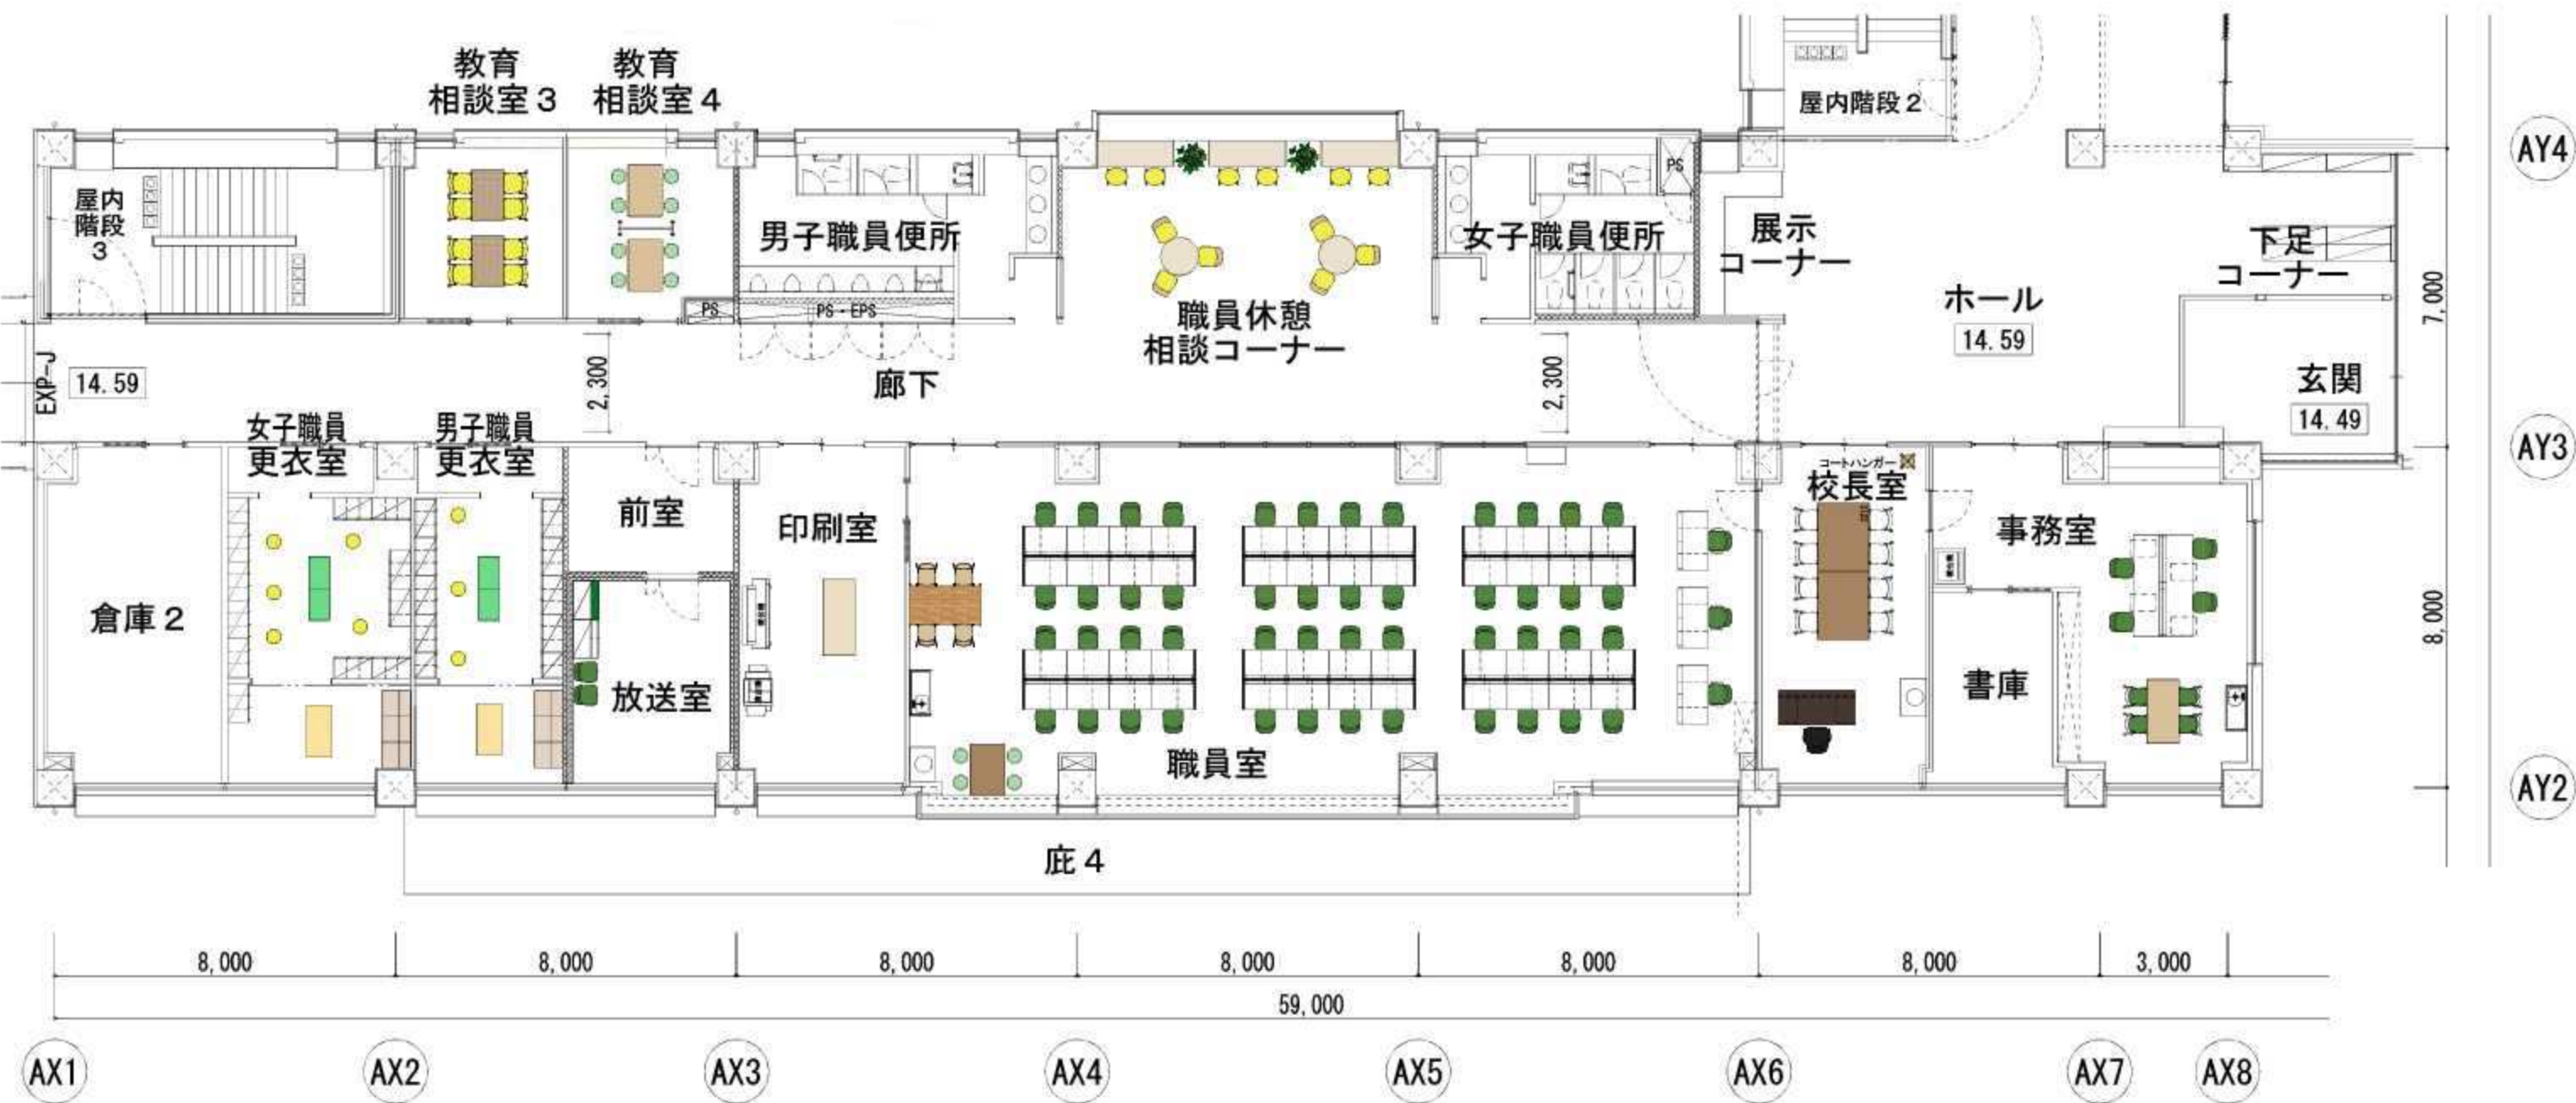 教育
相談室３
教育
相談室４
屋内階段２
AY4
屋内
階段
３
男子職員便所
PS
女子職員便所
展示
コーナー
下足
コーナー
ホール
14.59
7,000
PS
PS・EPS
職員休憩
相談コーナー
EXP-J
14.59
2,300
廊下
2,300
玄関
14.49
女子職員
更衣室
男子職員
更衣室
AY3
コートハンガー
校長室
前室
印刷室
事務室
倉庫２
8,000
放送室
書庫
職員室
AY2
庇４
8,000
8,000
8,000
8,000
8,000
8,000
3,000
59,000
AX1
AX2
AX3
AX4
AX5
AX6
AX7
AX8